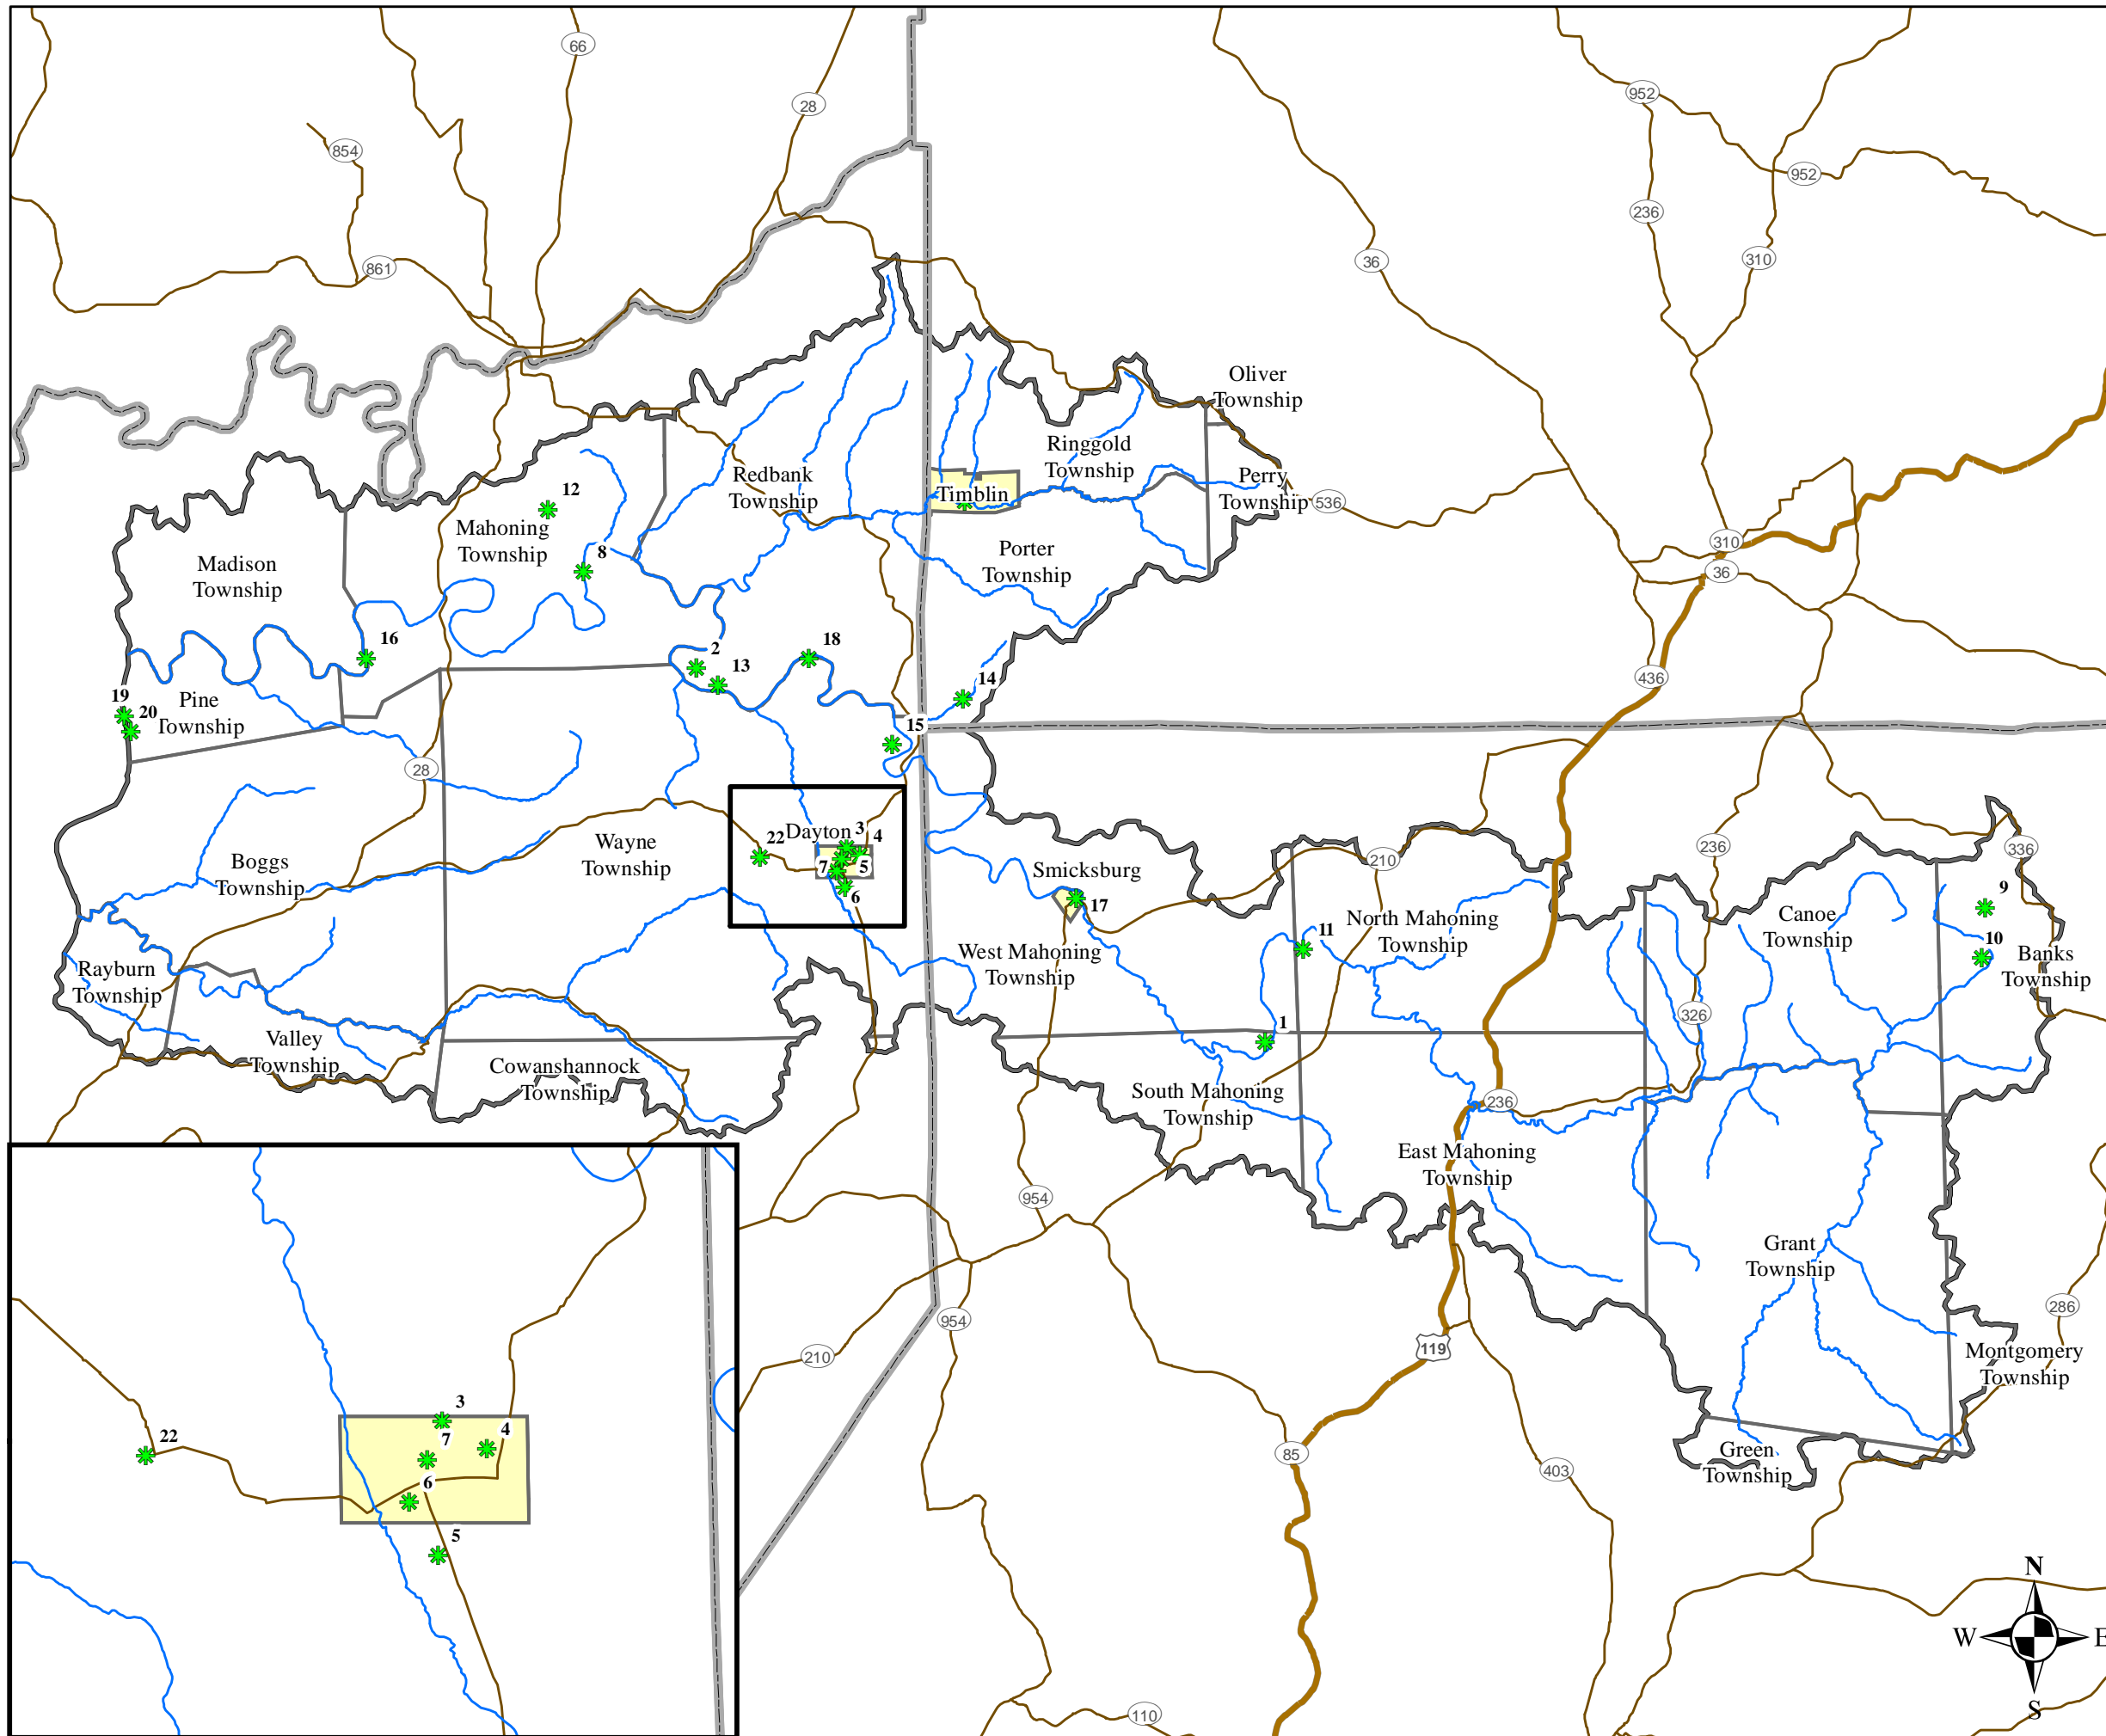 66
28
952
854
952
236
36
310
861
Oliver
Township
Ringgold
Township
Redbank
Township
Perry
Township
Timblin
536
12
Mahoning
Township
310
8
Porter
Township
36
Madison
Township
16
2
18
13
436
14
19
Pine
Township
20
15
28
Wayne
Township
Dayton
3
4
22
7
5
6
236
336
210
Boggs
Township
Smicksburg
17
9
11
North Mahoning
Township
Canoe
Township
10
Banks
Township
West Mahoning
Township
Rayburn
Township
326
1
Valley
Township
Cowanshannock
Township
South Mahoning
Township
236
East Mahoning
Township
954
Grant
Township
286
954
119
210
Montgomery
Township
3
4
7
22
6
5
85
403
Green
Township
110
N
W
E
S